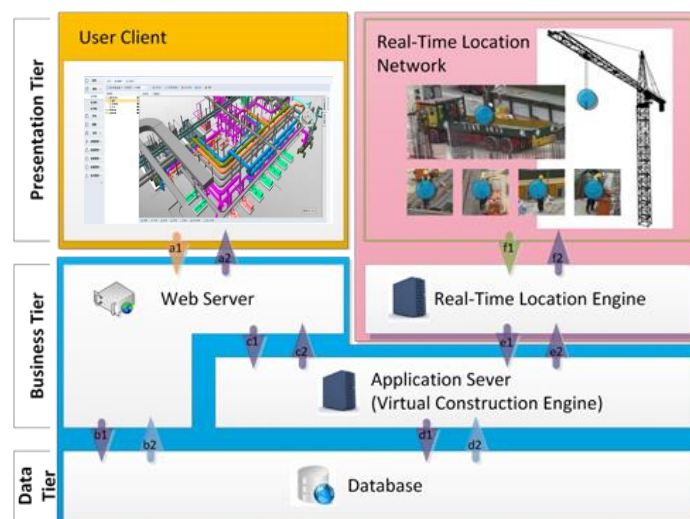 Presentation Tier
User Client
Real-Time Location
Network
a1
a2
f1
f2
Business Tier
Web Server
Real-Time Location Engine
c1
c2
e1
e2
Application Sever
(Virtual Construction Engine)
b1
b2
d1
d2
Data
Tier
Database